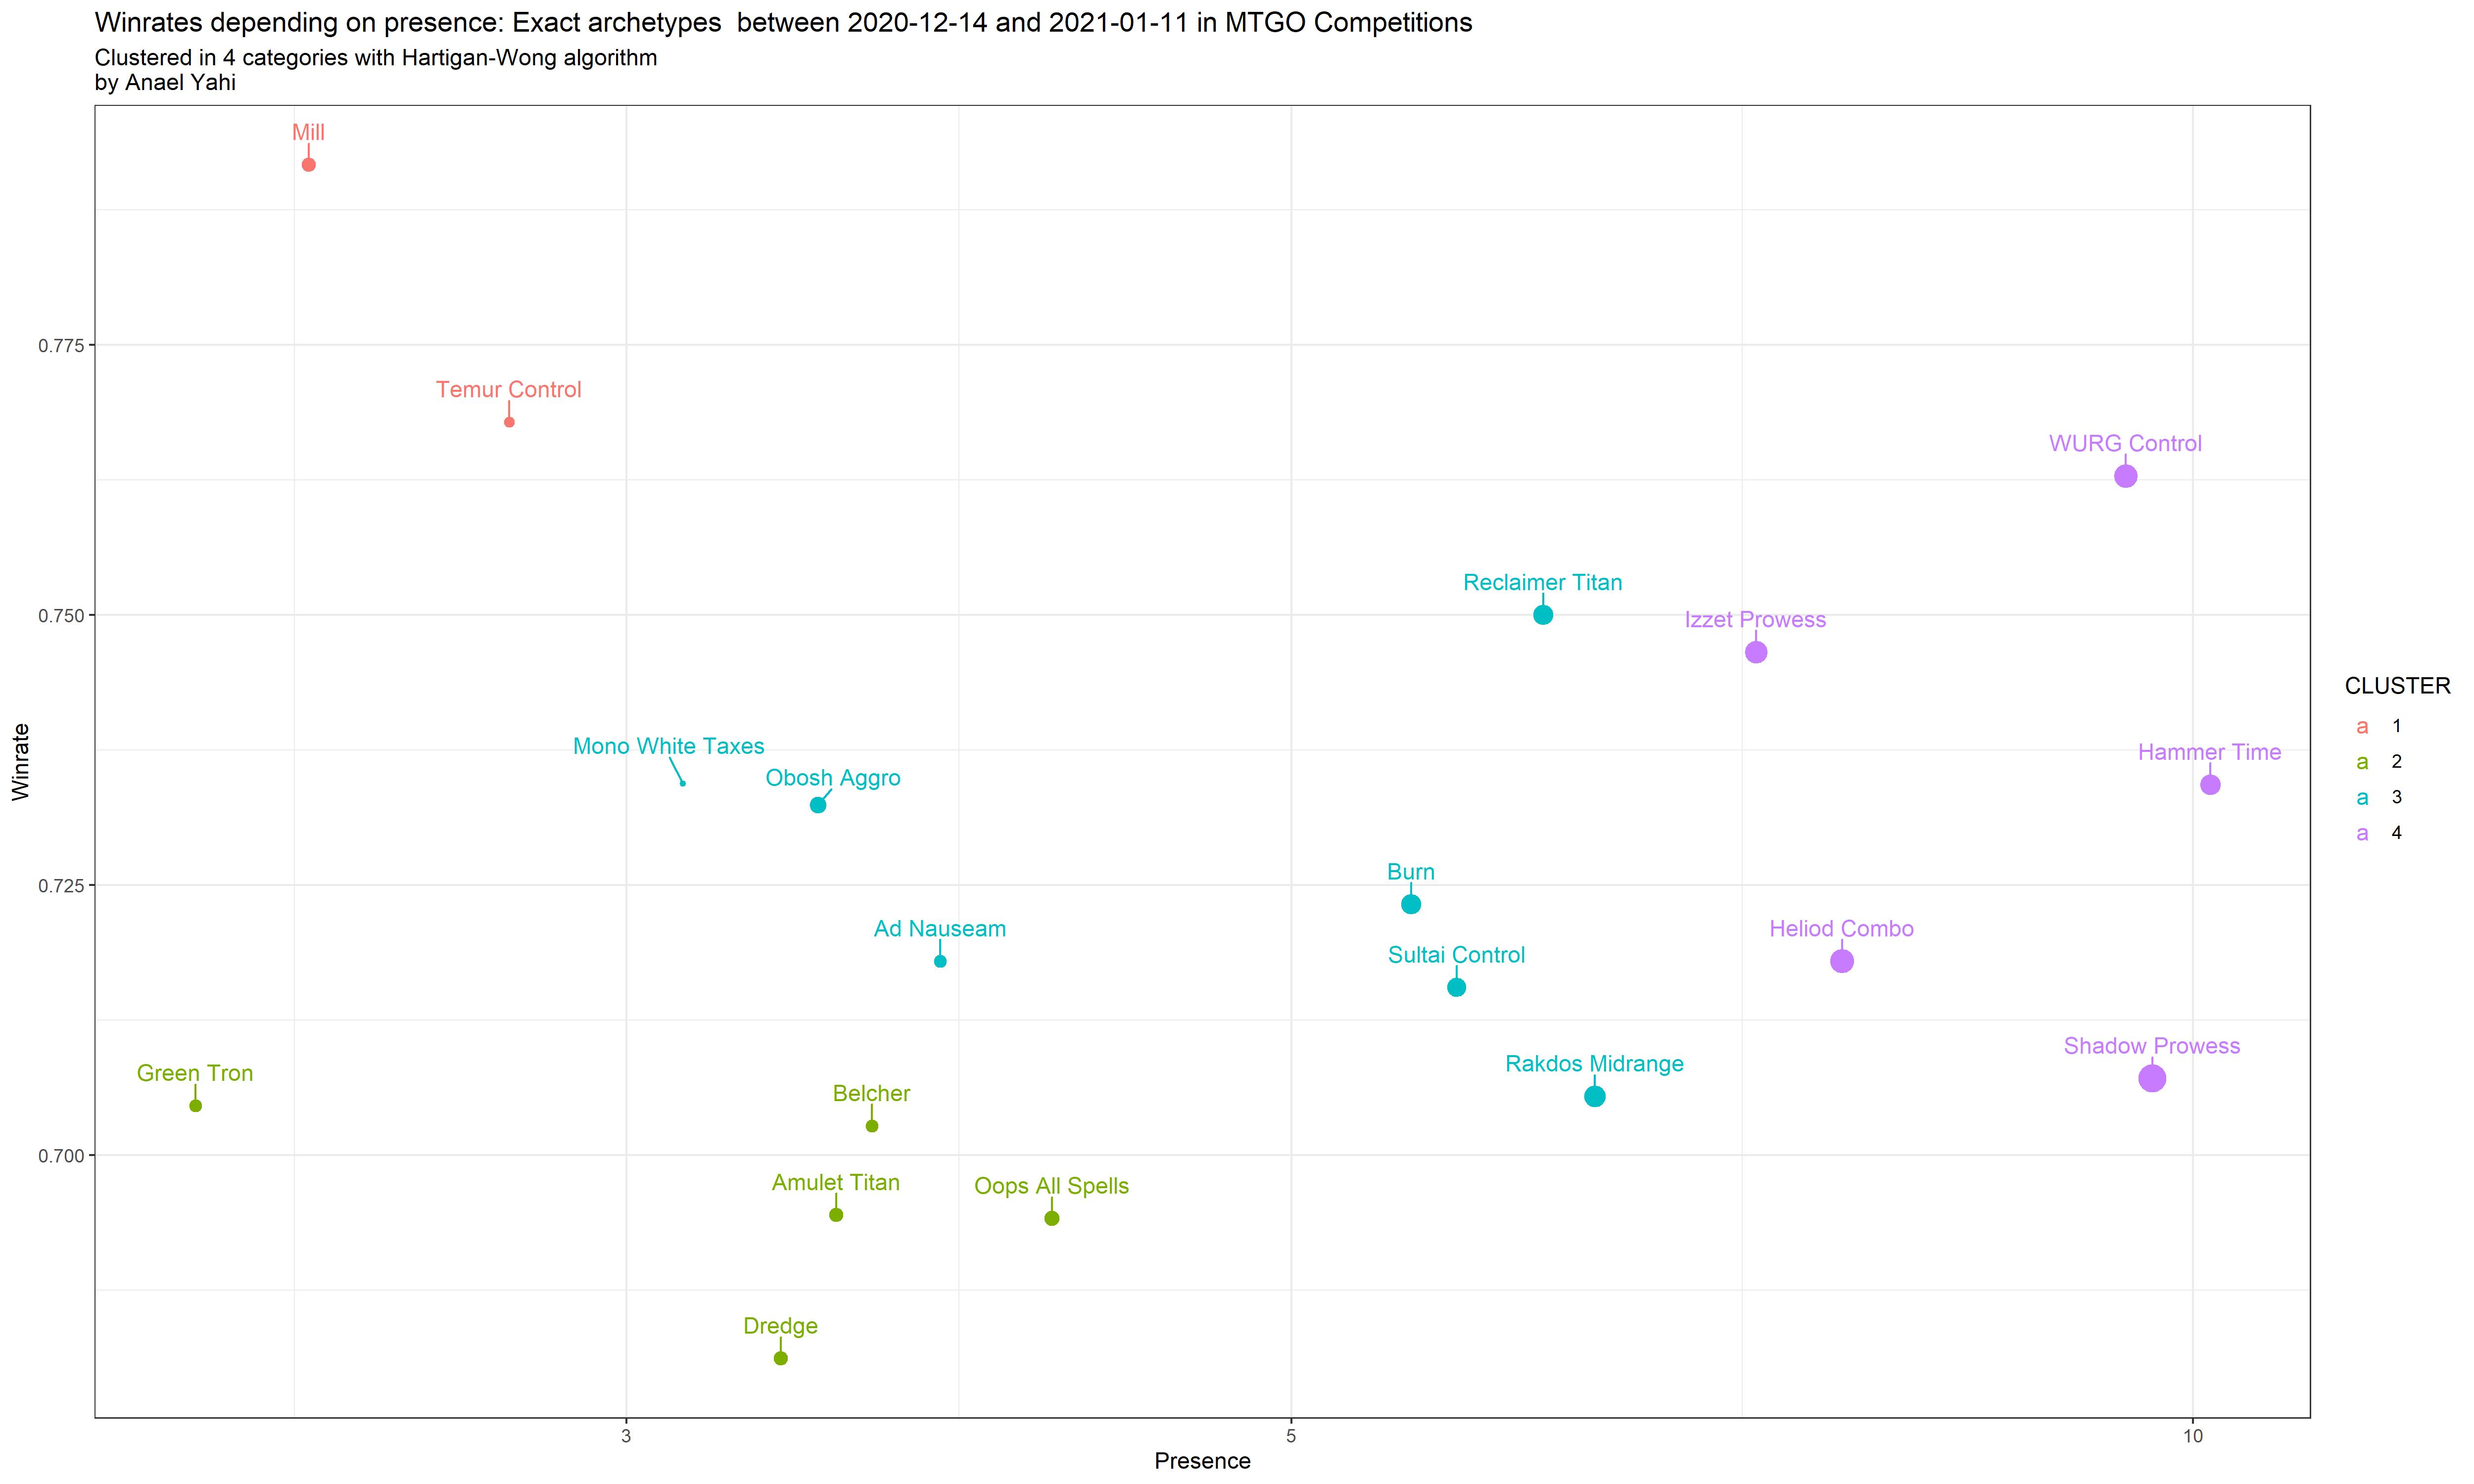 Winrates depending on presence: Exact archetypes  between 2020-12-14 and 2021-01-11 in MTGO Competitions
Clustered in 4 categories with Hartigan-Wong algorithm
by Anael Yahi
Mill
0.775
Temur Control
WURG Control
Reclaimer Titan
0.750
Izzet Prowess
CLUSTER
a 1
a 2
a 3
a 4
Winrate
Mono White Taxes
Hammer Time
Obosh Aggro
Burn
0.725
Ad Nauseam
Heliod Combo
Sultai Control
Shadow Prowess
Rakdos Midrange
Green Tron
Belcher
0.700
Amulet Titan
Oops All Spells
Dredge
3
5
10
Presence